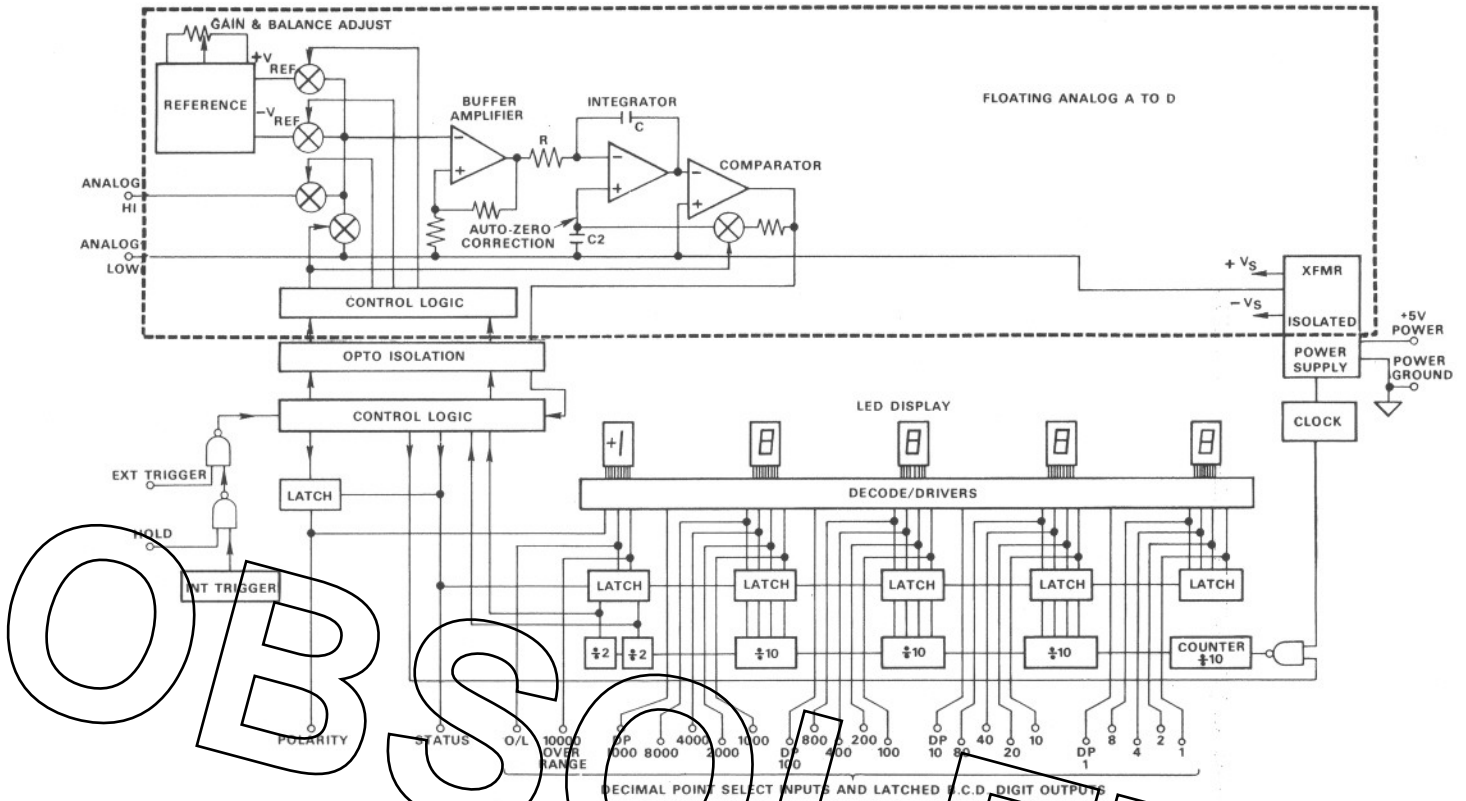 GAIN & BALANCE ADJUST
+V
REF
REFERENCE
-V
REF
BUFFER
AMPLIFIER
R
INTEGRATOR
C
COMPARATOR
FLOATING ANALOG A TO D
ANALOG
HI
AUTO-ZERO
CORRECTION
C2
ANALOG
LOW
CONTROL LOGIC
+ VS
- VS
XFMR
ISOLATED
POWER
SUPPLY
+5V
POWER
POWER
GROUND
OPTO ISOLATION
CONTROL LOGIC
CLOCK
LED DISPLAY
+1
8
8
8
8
EXT TRIGGER
LATCH
DECODE/DRIVERS
HOLD
INT TRIGGER
LATCH
LATCH
LATCH
LATCH
LATCH
÷2
÷2
÷10
÷10
÷10
COUNTER
÷10
POLARITY
STATUS
O/L
10000
OVER
RANGE
DP
1000
8000
4000
2000
1000
DP
100
800
400
200
100
DP
10
80
40
20
10
DP
1
8
4
2
1
DECIMAL POINT SELECT INPUTS AND LATCHED B.C.D. DIGIT OUTPUTS